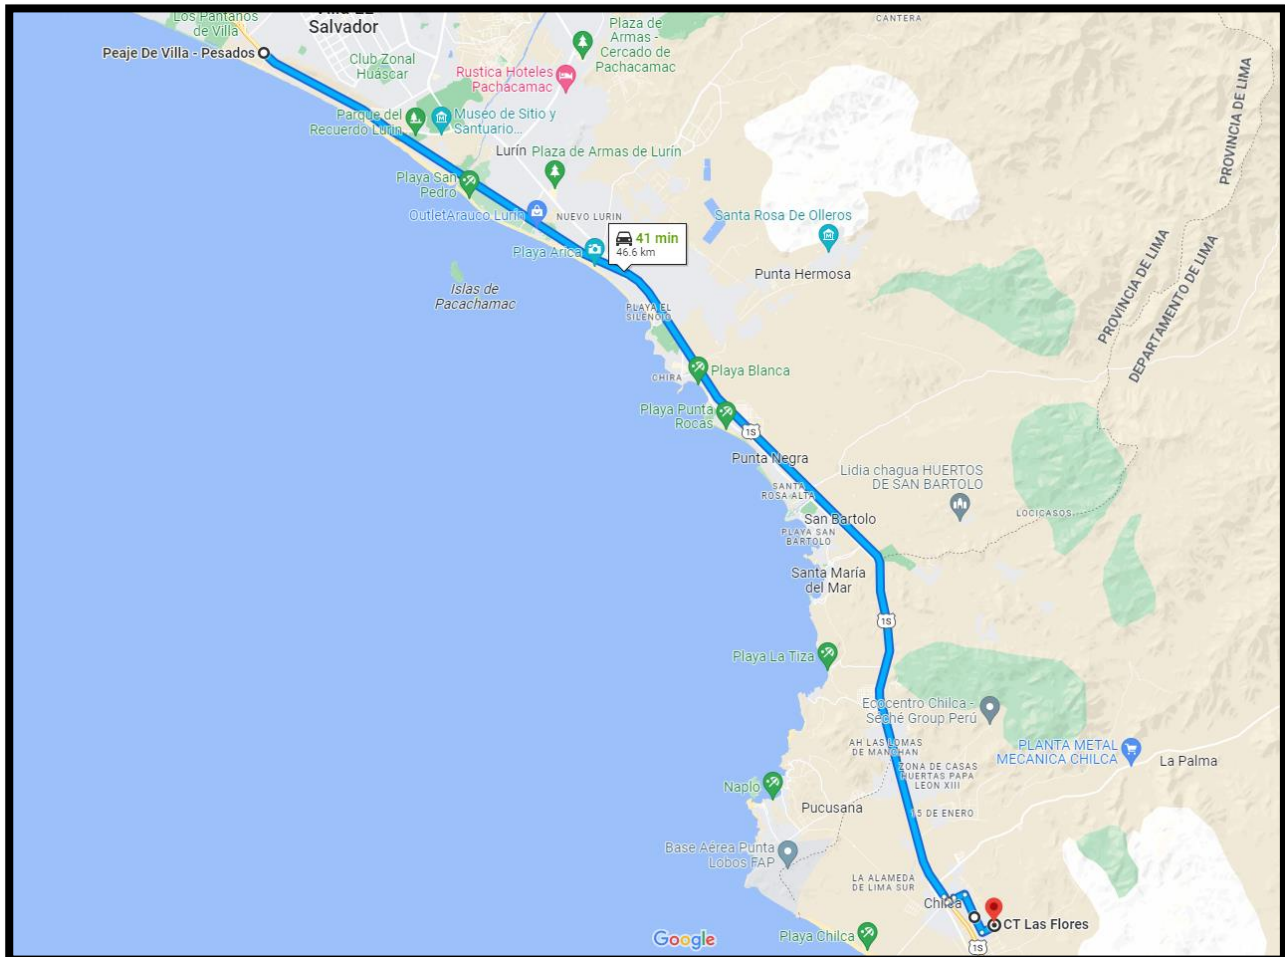 Los Pantanos
de Villa
Salvador
CANTERA
Plaza de
Armas -
Cercado de
Pachacamac
Peaje De Villa - Pesados
Club Zonal
Huascar
Rustica Hoteles
Pachacamac
Parque del
Recuerdo Lurin...
Museo de Sitio y
Santuario...
Lurín
Plaza de Armas de Lurín
Playa San
Pedro
OutletArauco Lurín
NUEVO LURIN
Santa Rosa De Olleros
41 min
46.6 km
Playa Arica
Punta Hermosa
Islas de
Pacachamac
PROVINCIA DE LIMA
PROVINCIA DE LIMA
DEPARTAMENTO DE LIMA
PLAYA EL
SILENCIO
CHIRA
Playa Blanca
Playa Punta
Rocas
1S
Punta Negra
Lidia chagua HUERTOS
DE SAN BARTOLO
SANTA
ROSA ALTA
LOCICASOS
San Bartolo
PLAYA SAN
BARTOLO
Santa María
del Mar
1S
Playa La Tiza
Ecocentro Chilca -
Seché Group Perú
AH LAS LOMAS
DE MANCHAN
PLANTA METAL
MECANICA CHILCA
La Palma
ZONA DE CASAS
HUERTAS PAPA
LEON XIII
Naplo
Pucusana
15 DE ENERO
Base Aérea Punta
Lobos FAP
LA ALAMEDA
DE LIMA SUR
Chilca
CT Las Flores
Google
Playa Chilca
1S